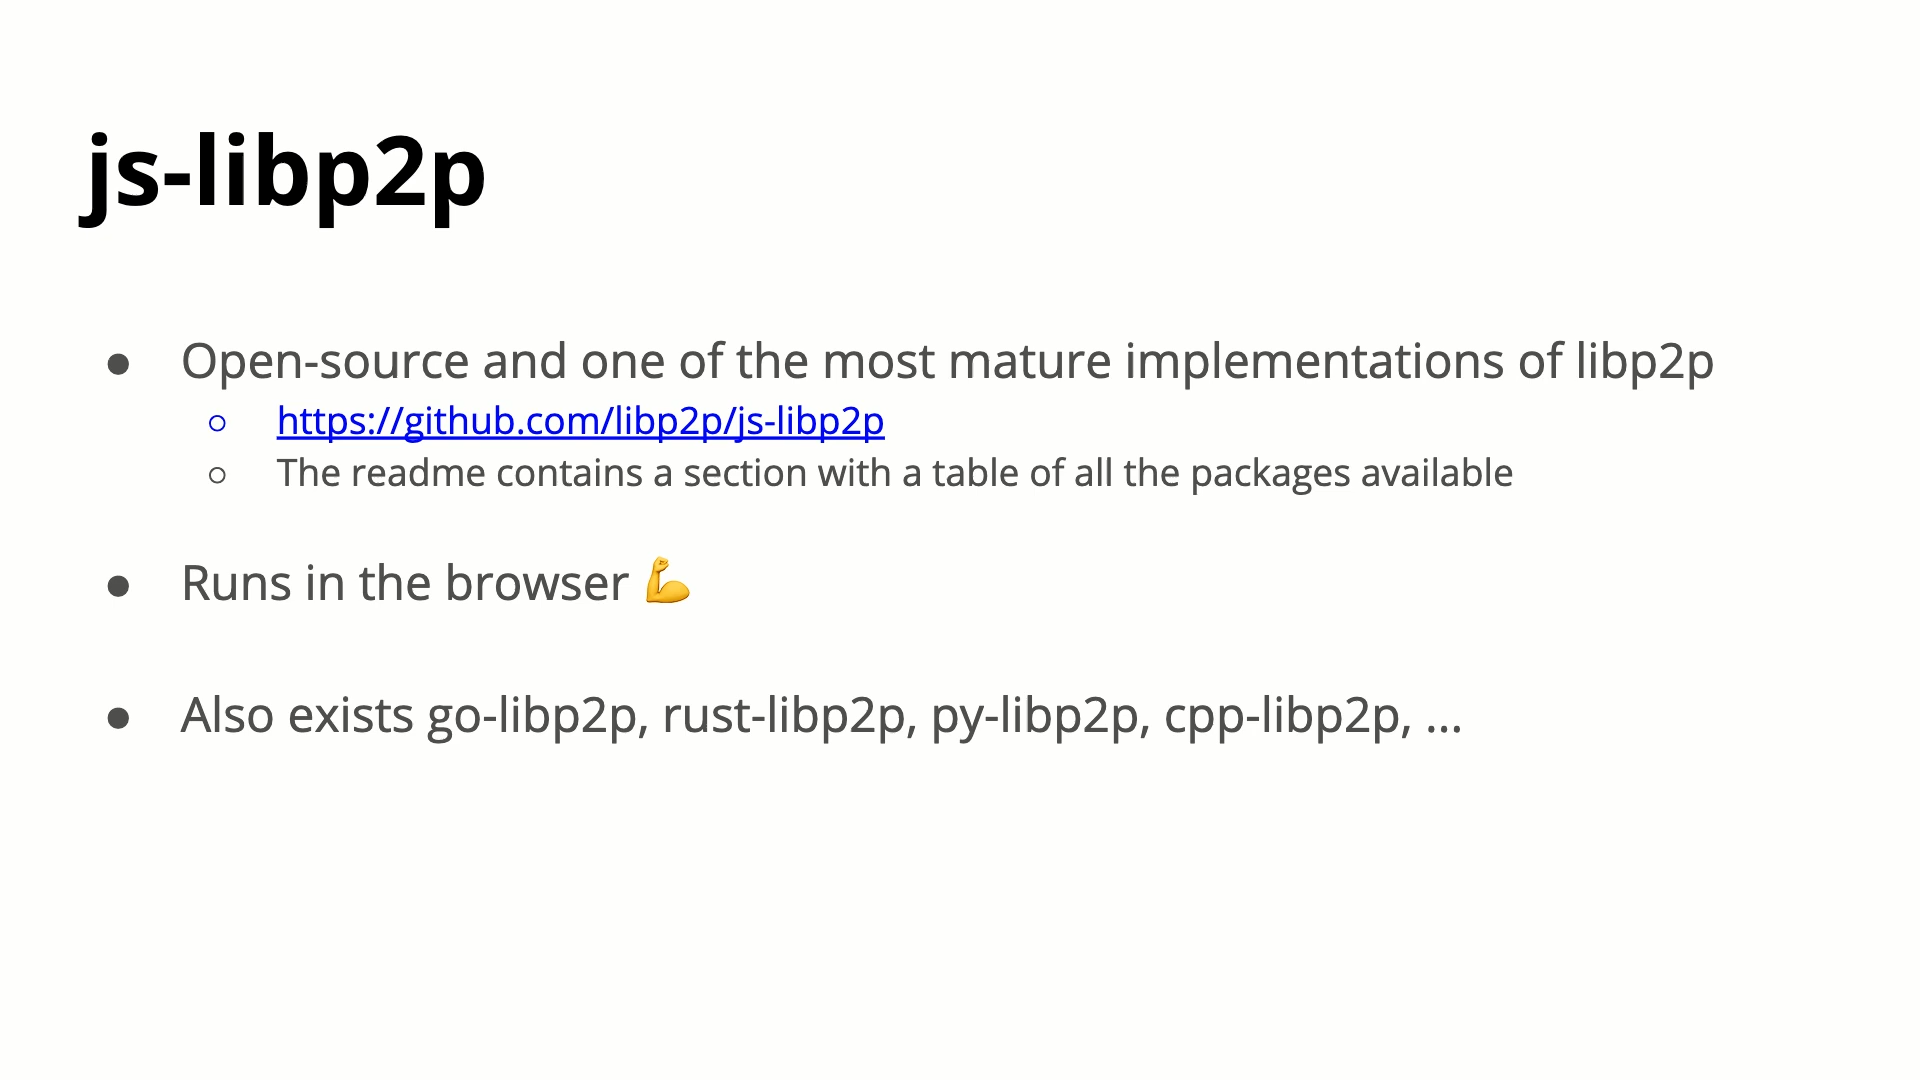 js-libp2p
● Open-source and one of the most mature implementations of libp2p
○ https://github.com/libp2p/js-libp2p
○ The readme contains a section with a table of all the packages available
● Runs in the browser 💪
● Also exists go-libp2p, rust-libp2p, py-libp2p, cpp-libp2p, ...